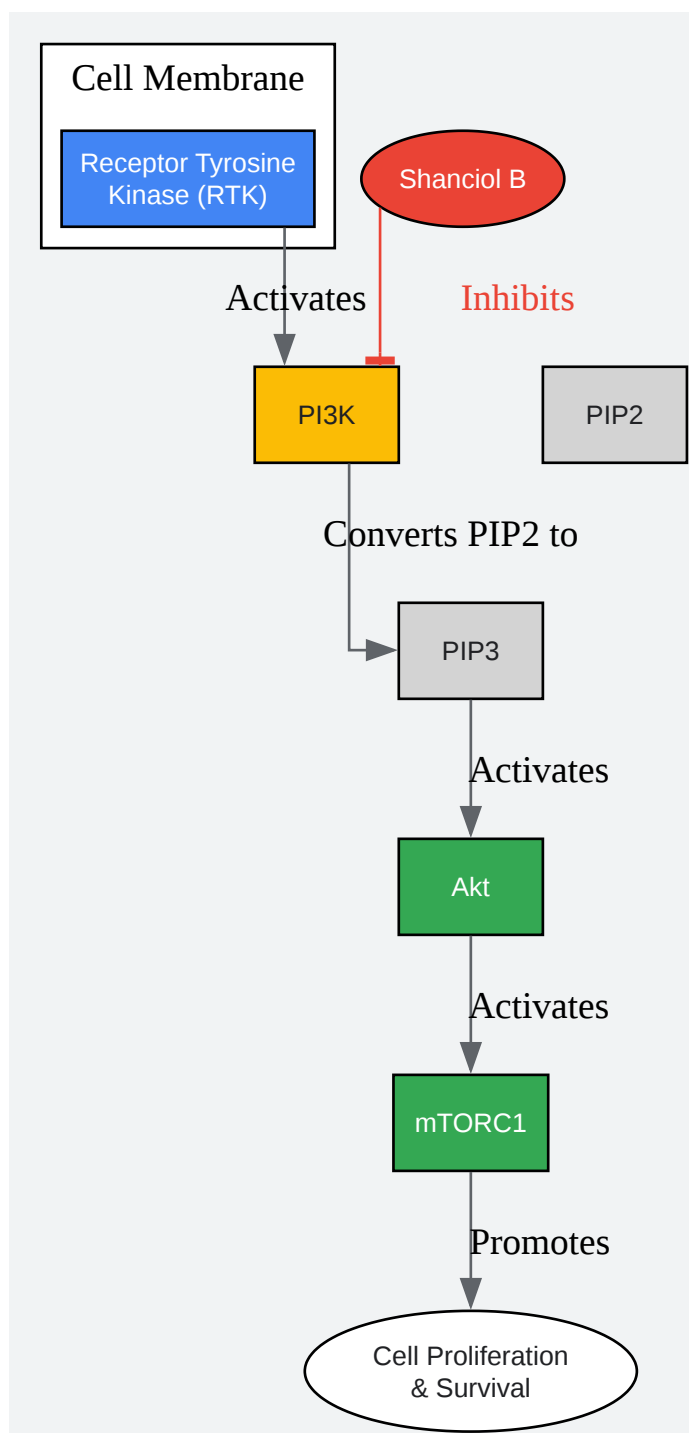 Cell Membrane
Receptor Tyrosine
Kinase (RTK)
Shanciol B
Activates
Inhibits
PI3K
PIP2
Converts PIP2 to
PIP3
Activates
Akt
Activates
mTORC1
Promotes
Cell Proliferation
& Survival